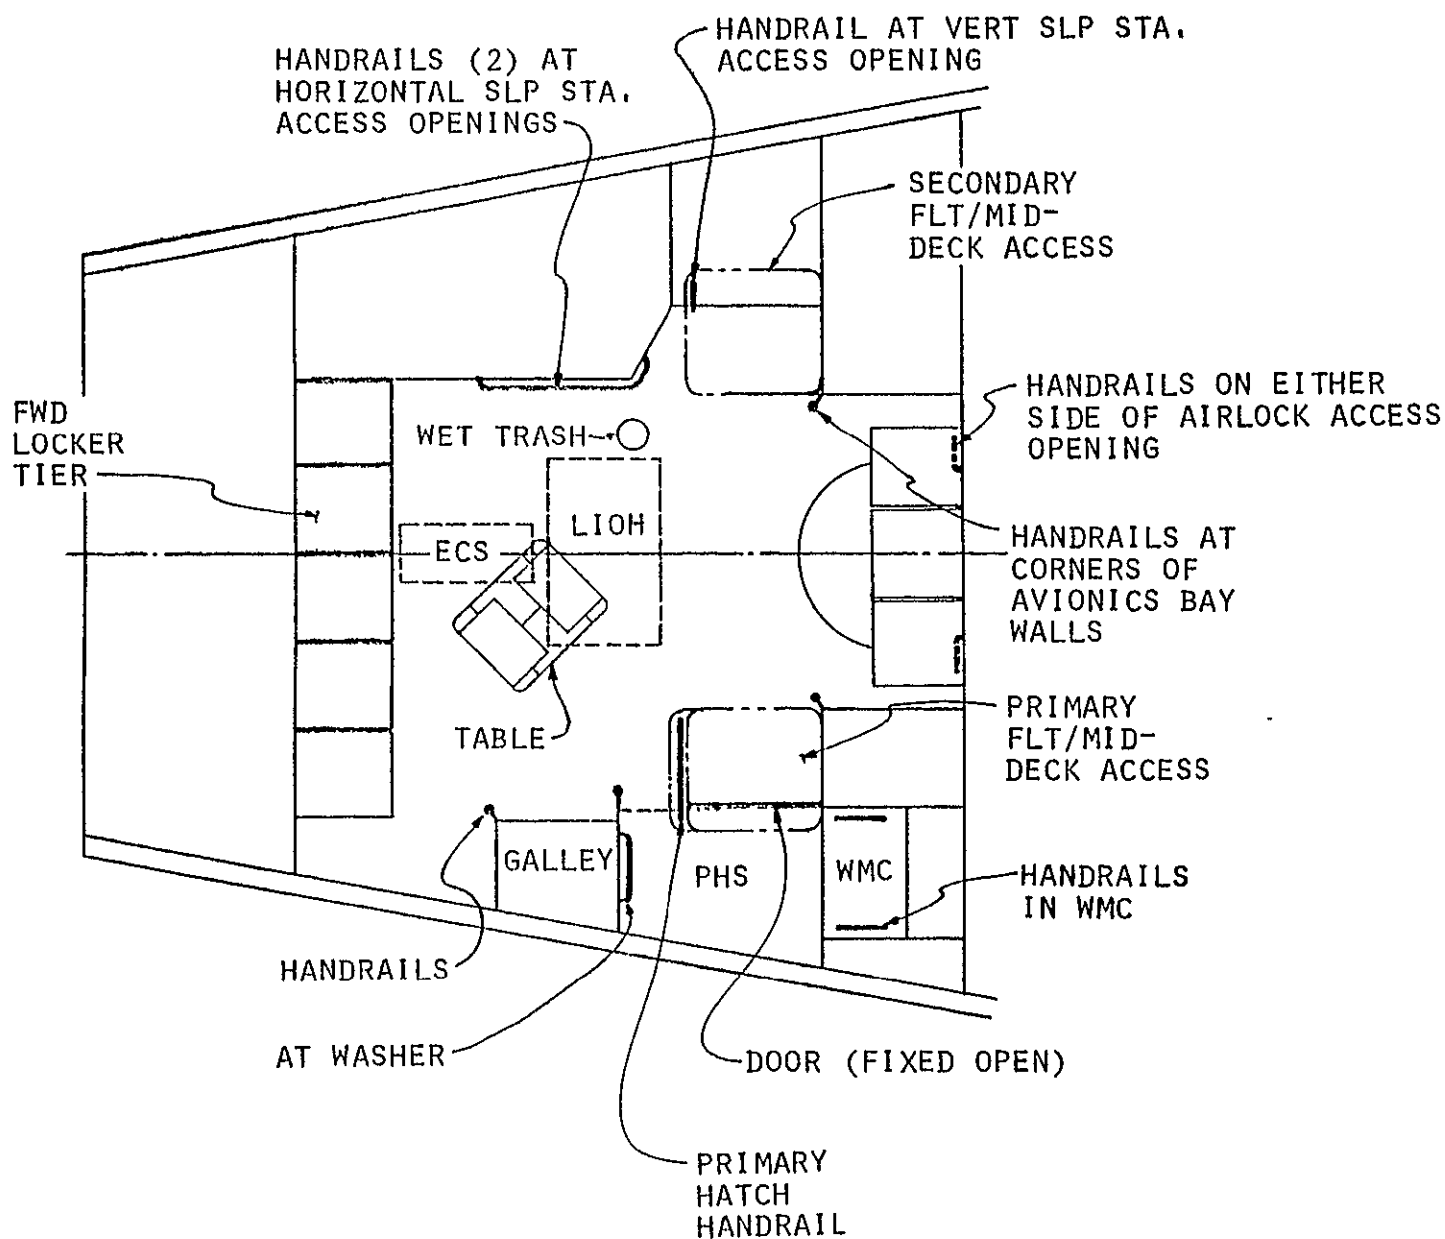 HANDRAIL AT VERT SLP STA.
ACCESS OPENING
HANDRAILS (2) AT
HORIZONTAL SLP STA.
ACCESS OPENINGS
SECONDARY
FLT/MID-
DECK ACCESS
HANDRAILS ON EITHER
SIDE OF AIRLOCK ACCESS
OPENING
FWD
LOCKER
TIER
WET TRASH
LIOH
ECS
HANDRAILS AT
CORNERS OF
AVIONICS BAY
WALLS
TABLE
PRIMARY
FLT/MID-
DECK ACCESS
GALLEY
PHS
WMC
HANDRAILS
IN WMC
HANDRAILS
AT WASHER
DOOR (FIXED OPEN)
PRIMARY
HATCH
HANDRAIL